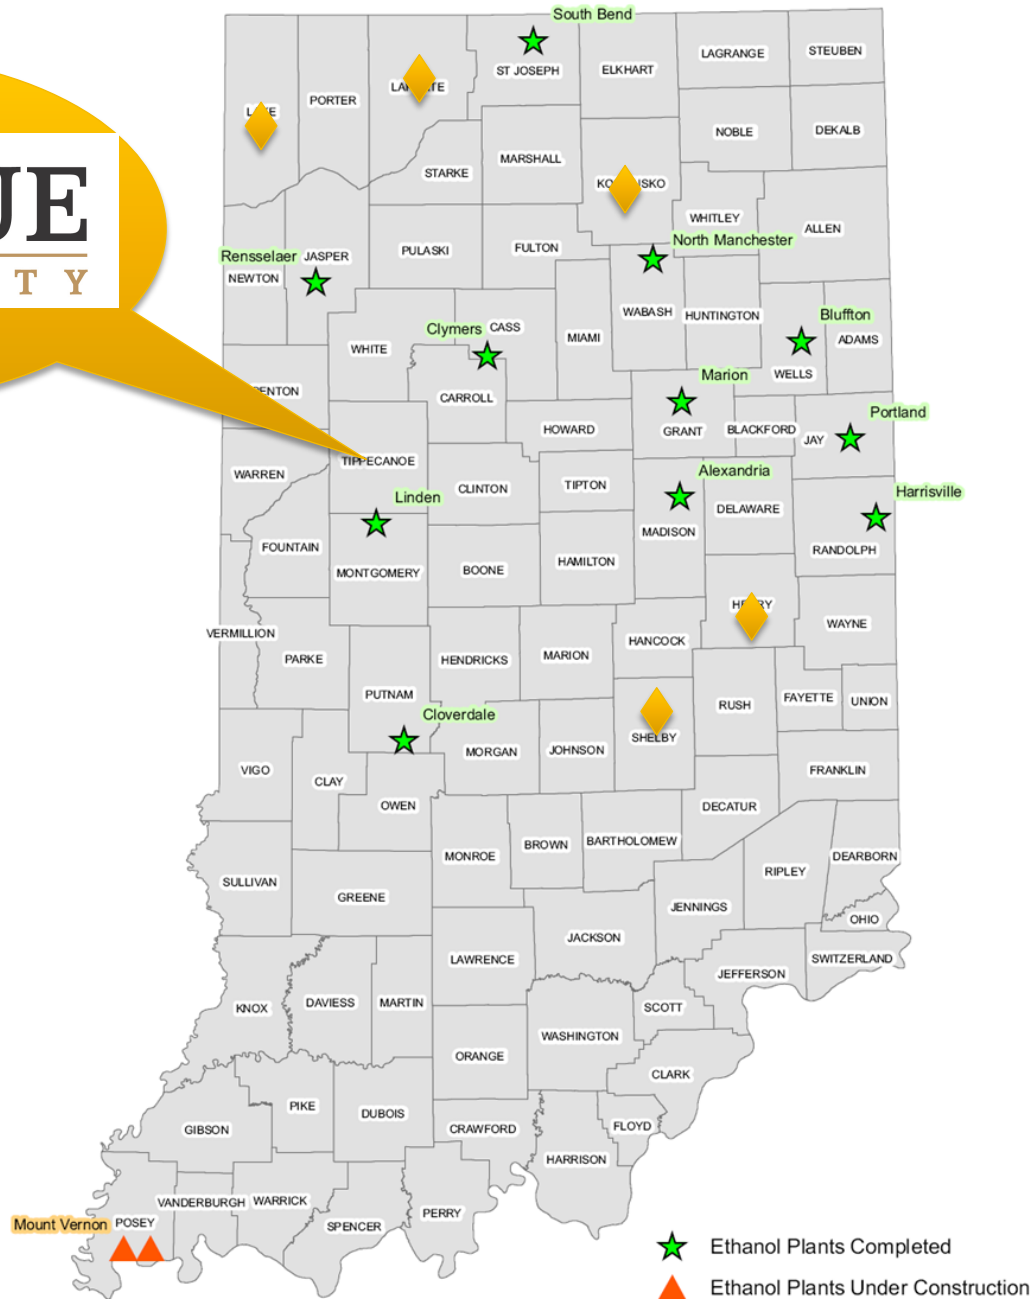 South Bend
LAGRANGE
STEUBEN
ST JOSEPH
ELKHART
PORTER
NOBLE
DEKALB
MARSHALL
STARKE
WHITLEY
ALLEN
UE
TY
Rensselaer
JASPER
PULASKI
FULTON
North Manchester
NEWTON
WABASH
HUNTINGTON
Bluffton
Clymers
CASS
MIAMI
ADAMS
WHITE
WELLS
Marion
CARROLL
Portland
HOWARD
GRANT
BLACKFORD
JAY
TIPPECANOE
Alexandria
WARREN
CLINTON
TIPTON
Linden
Harrisville
DELAWARE
MADISON
FOUNTAIN
RANDOLPH
MONTGOMERY
BOONE
HAMILTON
VERMILLION
WAYNE
HANCOCK
PARKE
HENDRICKS
MARION
PUTNAM
RUSH
FAYETTE
UNION
Cloverdale
SHELBY
MORGAN
JOHNSON
VIGO
CLAY
FRANKLIN
OWEN
DECATUR
BROWN
BARTHOLOMEW
MONROE
DEARBORN
RIPLEY
SULLIVAN
GREENE
JENNINGS
OHIO
JACKSON
LAWRENCE
SWITZERLAND
JEFFERSON
KNOX
DAVIESS
MARTIN
SCOTT
WASHINGTON
ORANGE
CLARK
PIKE
DUBOIS
GIBSON
CRAWFORD
FLOYD
HARRISON
VANDERBURGH
WARRICK
PERRY
Mount Vernon
POSEY
SPENCER
Ethanol Plants Completed
Ethanol Plants Under Construction